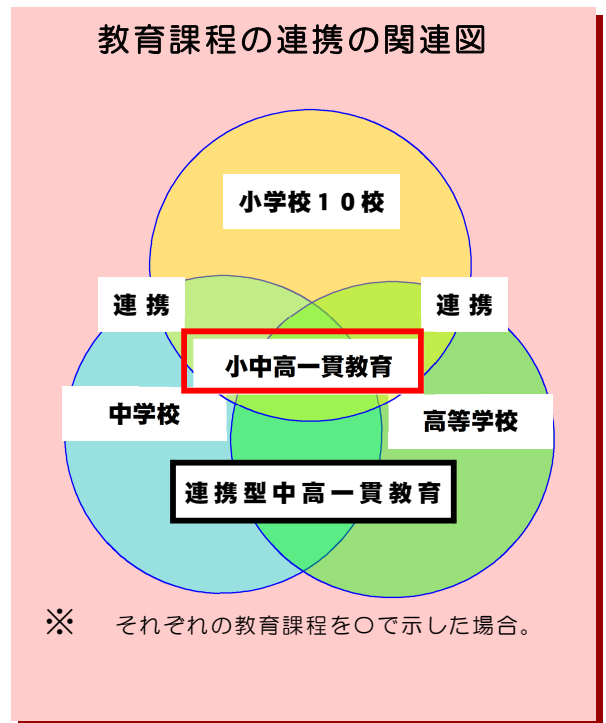 教育課程の連携の関連図
小学校１０校
連 携
連 携
小中高一貫教育
中学校
高等学校
連携型中高一貫教育
※ それぞれの教育課程を〇で示した場合。